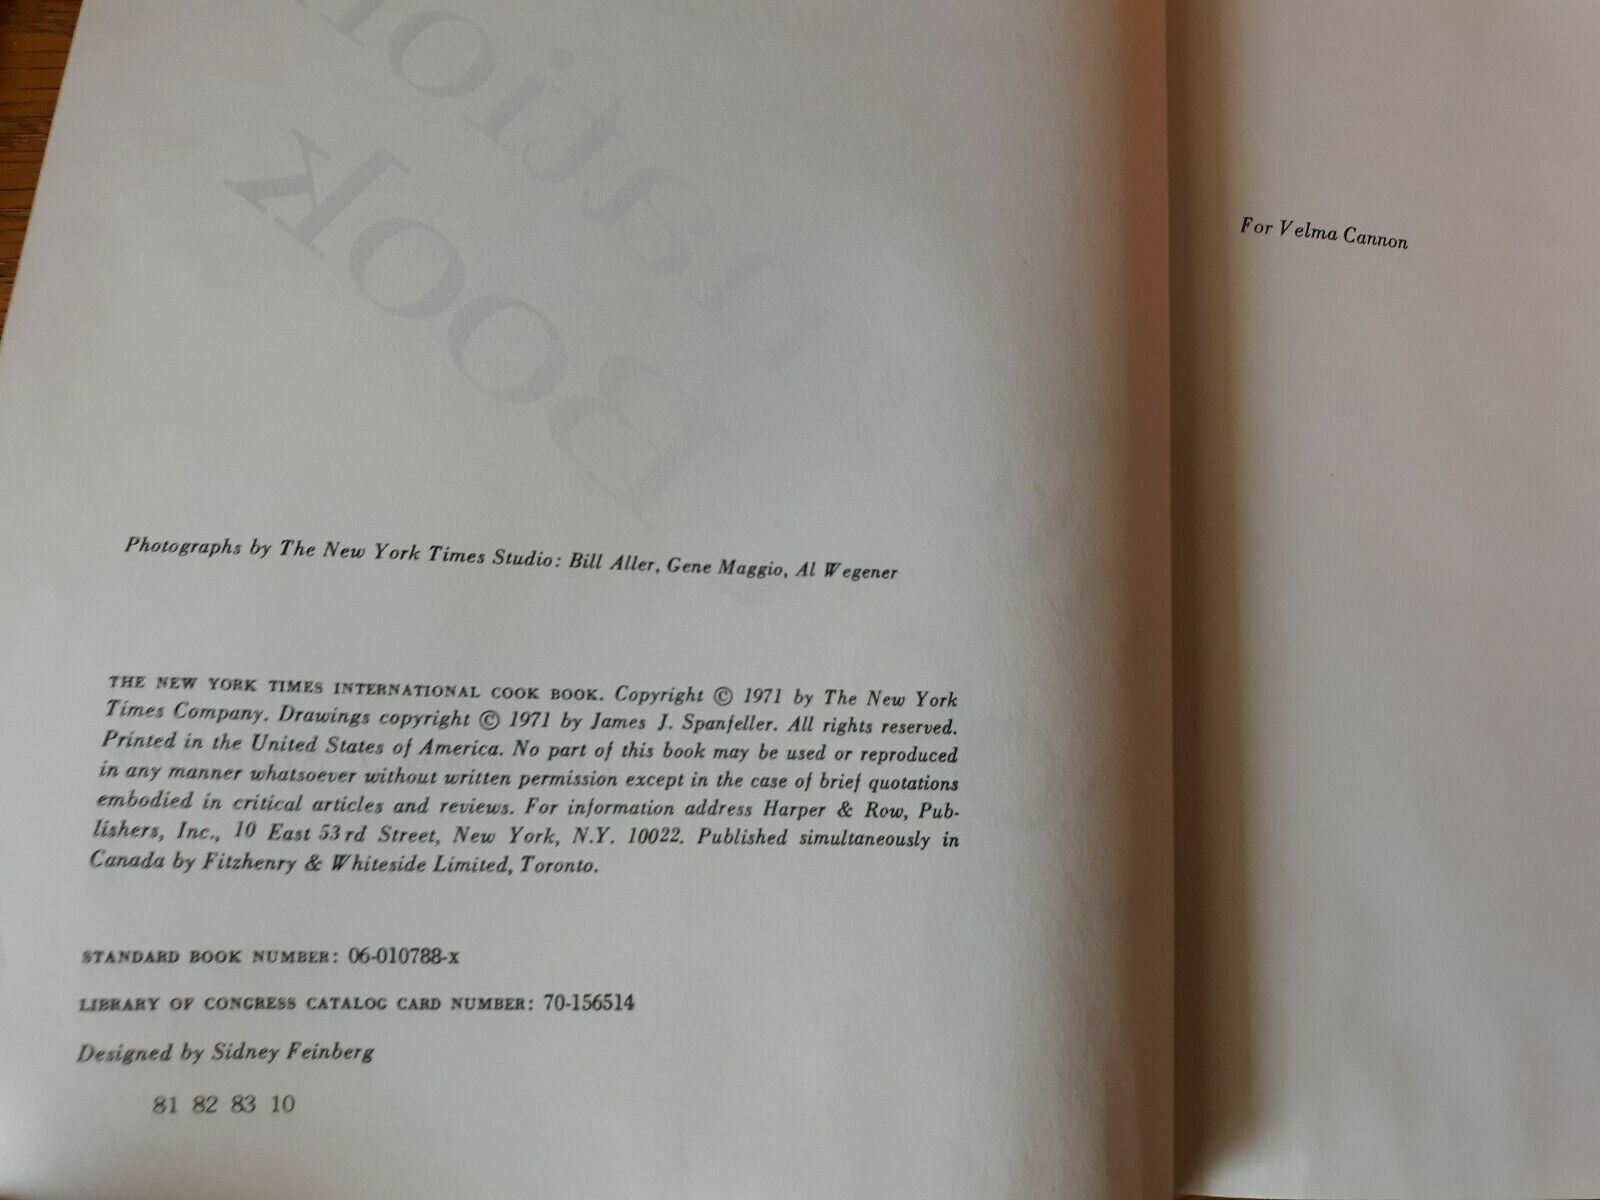 Photographs by The New York Times Studio: Bill Aller, Gene Maggio, Al Wegener
THE NEW YORK TIMES INTERNATIONAL COOK BOOK. Copyright © 1971 by The New York
Times Company. Drawings copyright © 1971 by James J. Spanfeller. All rights reserved.
Printed in the United States of America. No part of this book may be used or reproduced
in any manner whatsoever without written permission except in the case of brief quotations
embodied in critical articles and reviews. For information address Harper & Row, Pub-
lishers, Inc., 10 East 53rd Street, New York, N.Y. 10022. Published simultaneously in
Canada by Fitzhenry & Whiteside Limited, Toronto.
STANDARD BOOK NUMBER: 06-010788-x
LIBRARY OF CONGRESS CATALOG CARD NUMBER: 70-156514
Designed by Sidney Feinberg
81 82 83 10
For Velma Cannon
BOOK